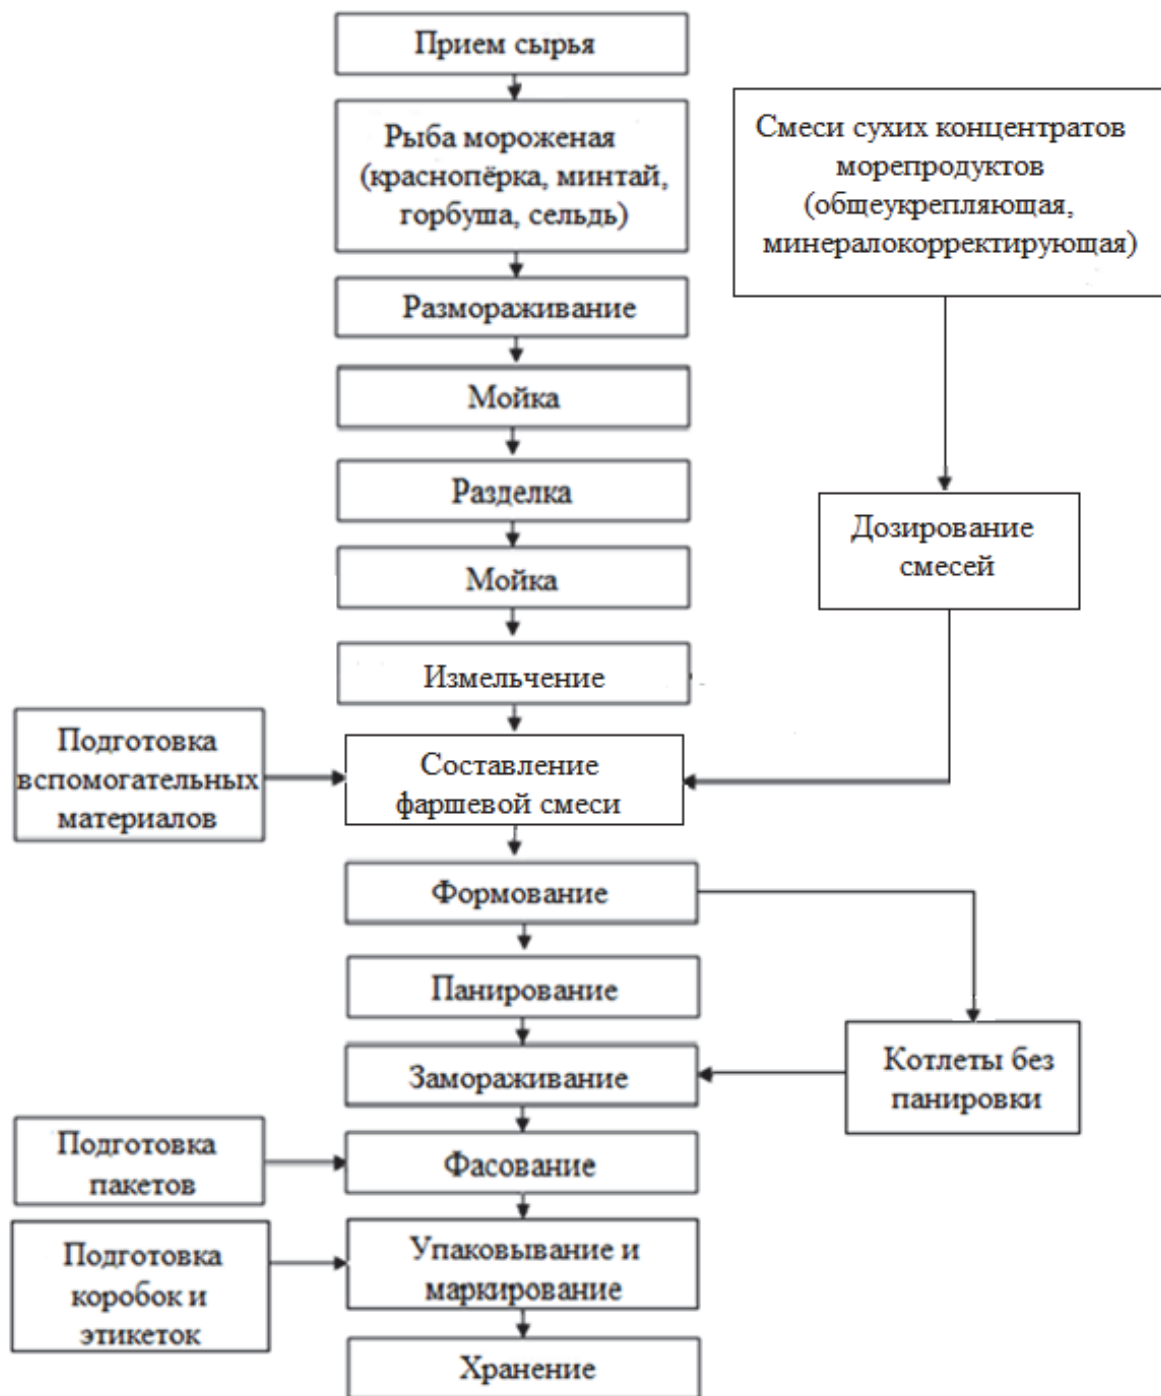 Прием сырья
Рыба мороженая
(краснопёрка, минтай,
горбуша, сельдь)
Смеси сухих концентратов
морепродуктов
(общеукрепляющая,
минералокорректирующая)
Размораживание
Мойка
Разделка
Дозирование
смесей
Мойка
Измельчение
Подготовка
вспомогательных
материалов
Составление
фаршевой смеси
Формование
Панирование
Котлеты без
панировки
Замораживание
Подготовка
пакетов
Фасование
Подготовка
коробок и
этикеток
Упаковывание и
маркирование
Хранение